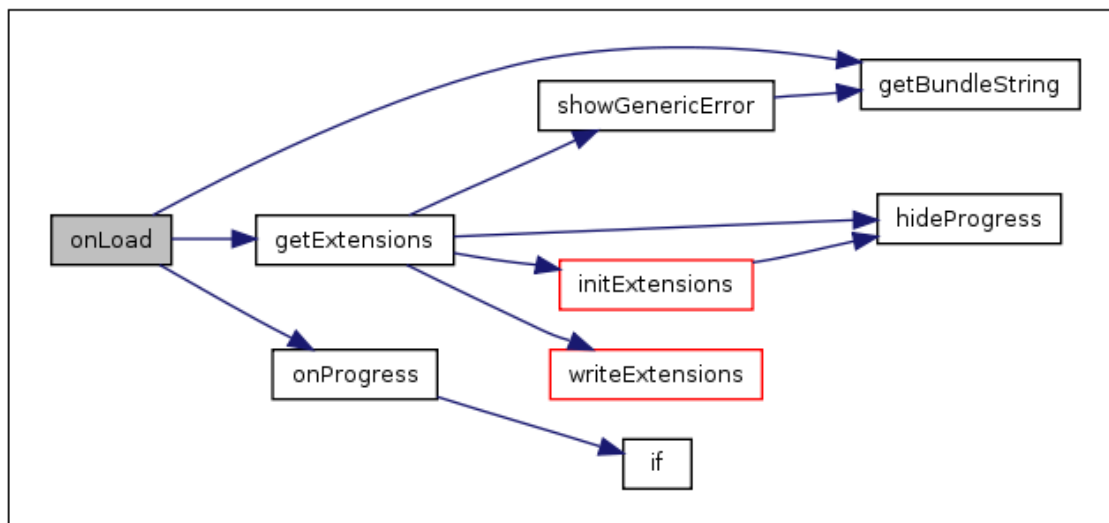 getBundleString
showGenericError
hideProgress
onLoad
getExtensions
initExtensions
onProgress
writeExtensions
if